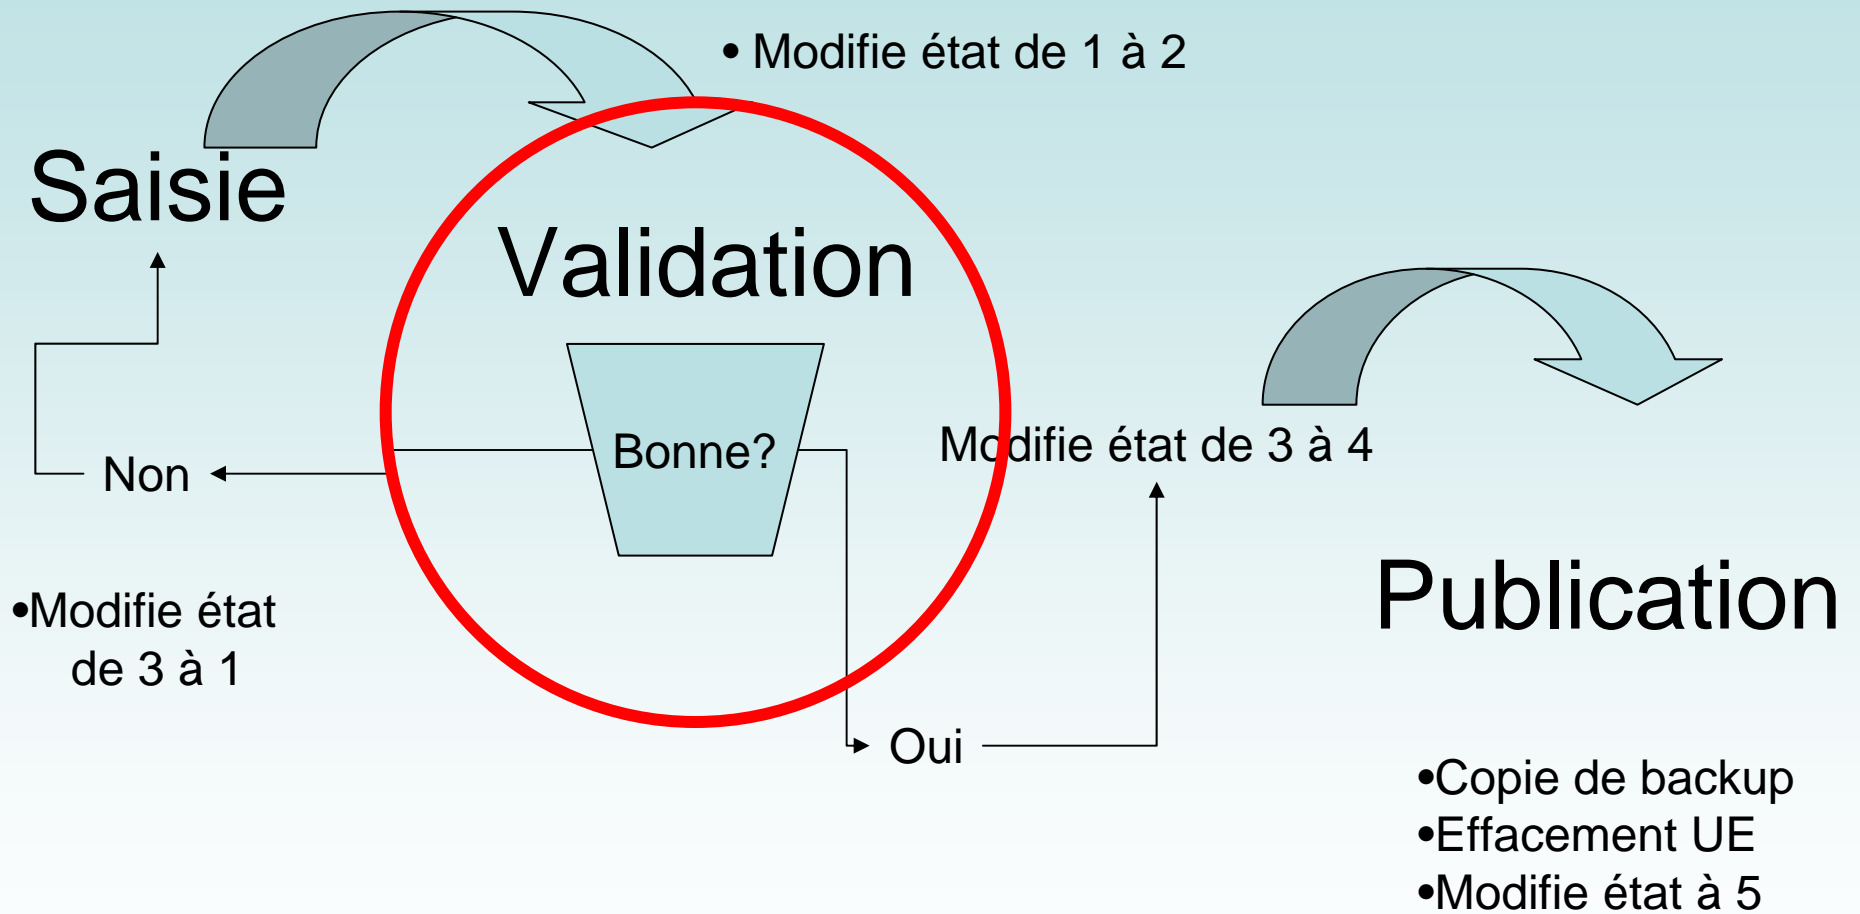 • Modifie état de 1 à 2
Saisie
Validation
Bonne?
Modifie état de 3 à 4
Non
•Modifie état
de 3 à 1
Publication
Oui
•Copie de backup
•Effacement UE
•Modifie état à 5